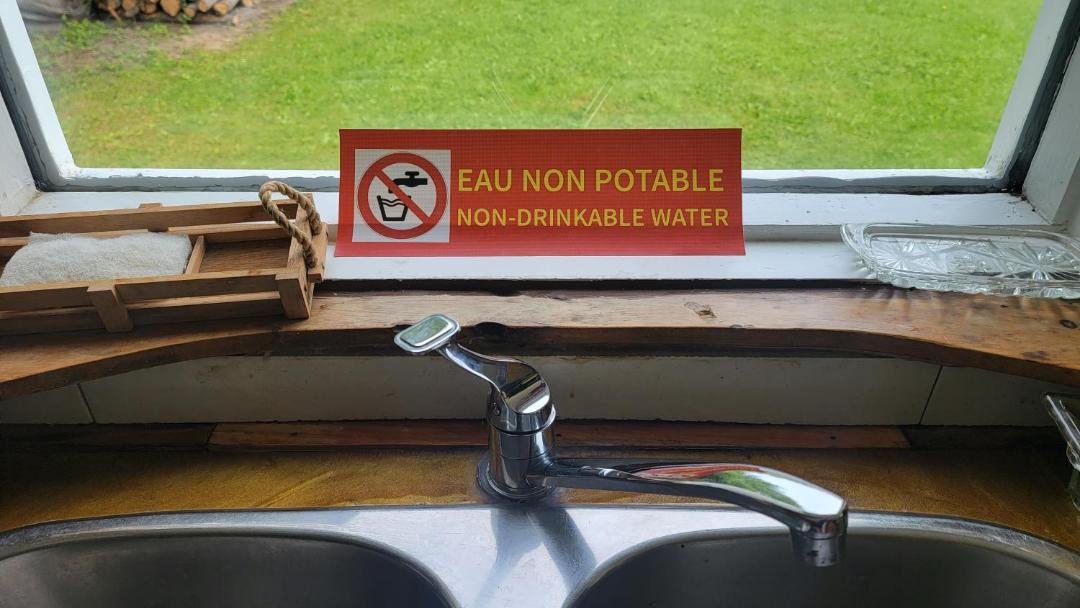 EAU NON POTABLE
NON-DRINKABLE WATER